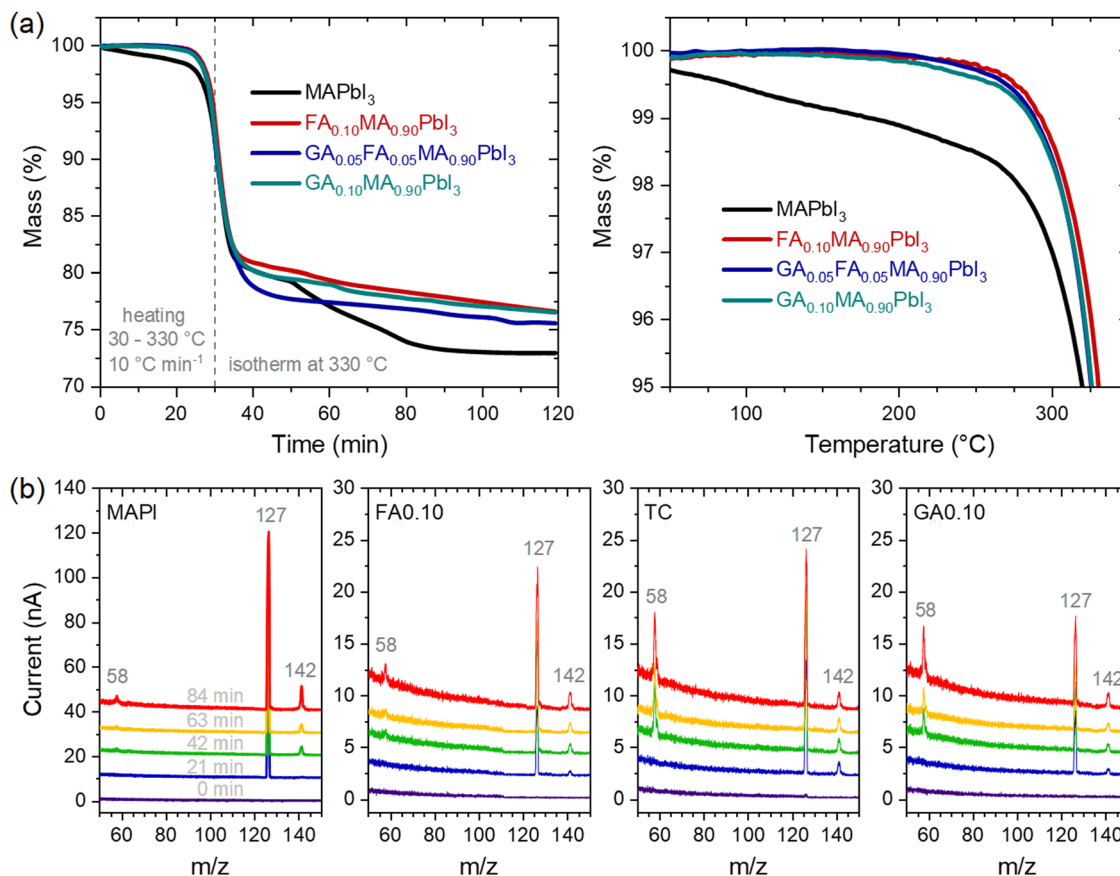 (a)
100
95
90
85
80
75
70
Mass (%)
MAPbI₃
FA₀.₁₀MA₀.₉₀PbI₃
GA₀.₀₅FA₀.₀₅MA₀.₉₀PbI₃
GA₀.₁₀MA₀.₉₀PbI₃
heating
30 - 330 °C
10 °C min⁻¹
isotherm at 330 °C
0 20 40 60 80 100 120
Time (min)
100
99
98
97
96
95
Mass (%)
MAPbI₃
FA₀.₁₀MA₀.₉₀PbI₃
GA₀.₀₅FA₀.₀₅MA₀.₉₀PbI₃
GA₀.₁₀MA₀.₉₀PbI₃
100 200 300
Temperature (°C)
(b)
140
120
100
80
60
40
20
0
Current (nA)
MAPI
127
58
142
84 min
63 min
42 min
21 min
0 min
60 80 100 120 140
m/z
30
25
20
15
10
5
0
FA0.10
127
58
142
60 80 100 120 140
m/z
30
25
20
15
10
5
0
TC
127
58
142
60 80 100 120 140
m/z
30
25
20
15
10
5
0
GA0.10
127
58
142
60 80 100 120 140
m/z